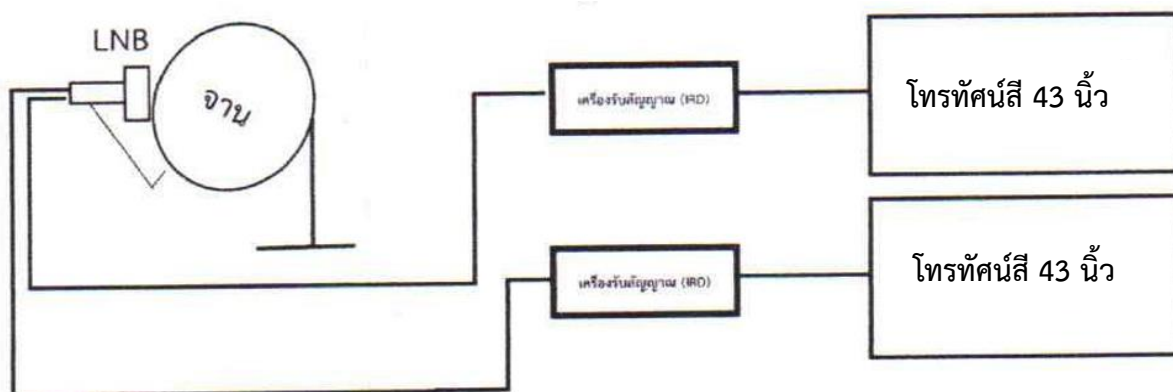 LNB
จาน
เครื่องรับสัญญาณ (IRD)
โทรทัศน์สี 43 นิ้ว
เครื่องรับสัญญาณ (IRD)
โทรทัศน์สี 43 นิ้ว